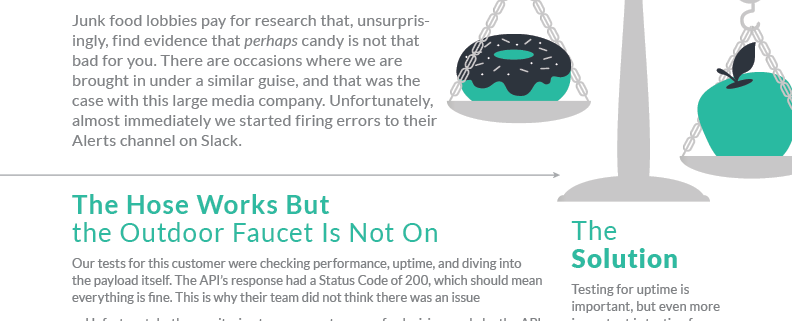 Junk food lobbies pay for research that, unsurpris-
ingly, find evidence that perhaps candy is not that
bad for you. There are occasions where we are
brought in under a similar guise, and that was the
case with this large media company. Unfortunately,
almost immediately we started firing errors to their
Alerts channel on Slack.
The Hose Works But
the Outdoor Faucet Is Not On
Our tests for this customer were checking performance, uptime, and diving into
the payload itself. The API's response had a Status Code of 200, which should mean
everything is fine. This is why their team did not think there was an issue
The
Solution
Testing for uptime is
important, but even more